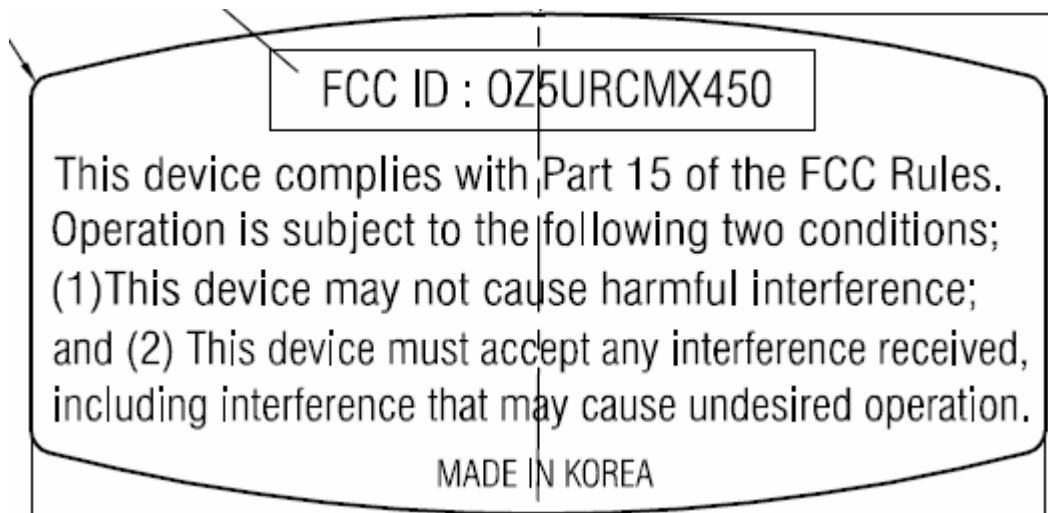 FCC ID : OZ5URCMX450
This device complies with Part 15 of the FCC Rules.
Operation is subject to the following two conditions;
(1)This device may not cause harmful interference;
and (2) This device must accept any interference received,
including interference that may cause undesired operation.
MADE IN KOREA